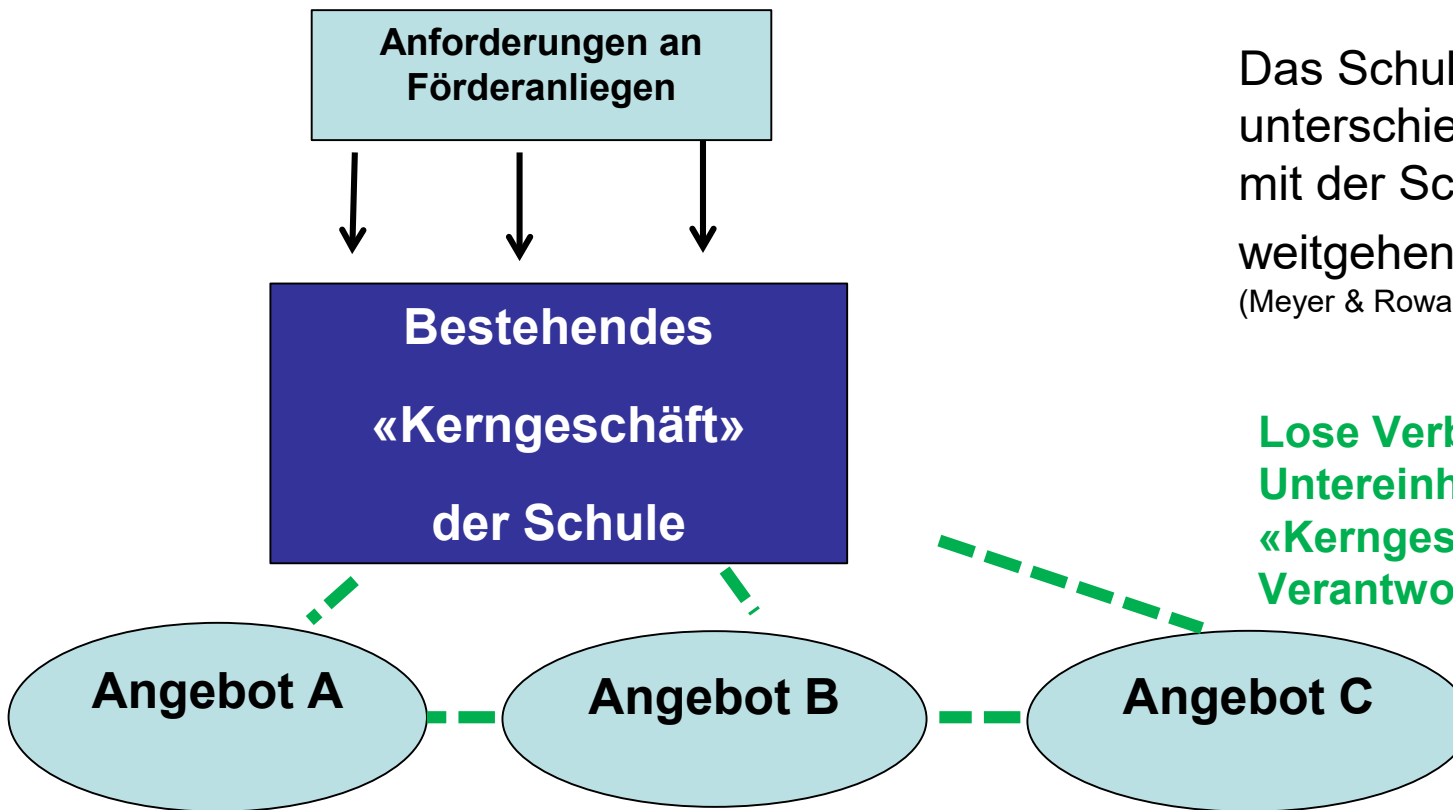 Anforderungen an
Förderanliegen
Das Schul
unterschie
mit der Sc
weitgehen
(Meyer & Rowa
Bestehendes
«Kerngeschäft»
der Schule
Lose Verb
Untereinh
«Kernges
Verantwo
Angebot A
Angebot B
Angebot C